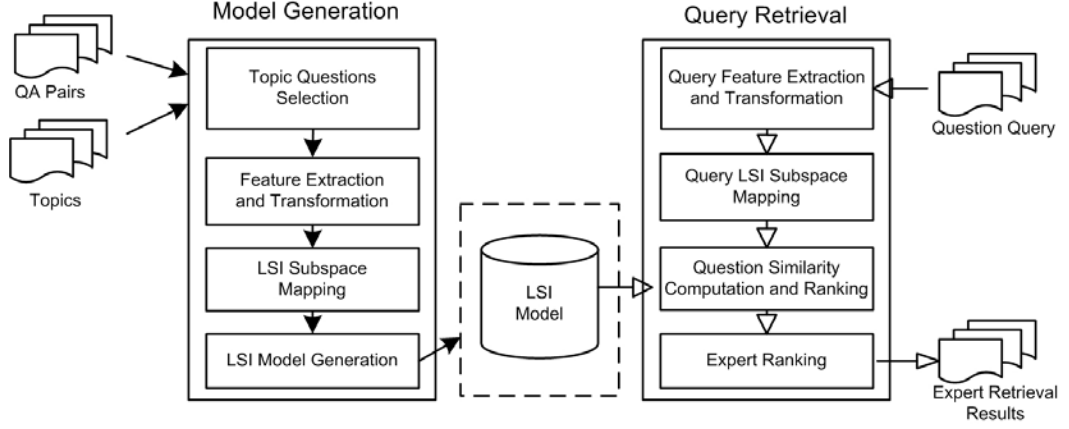 Model Generation
QA Pairs
Topics
Topic Questions
Selection
Feature Extraction
and Transformation
LSI Subspace
Mapping
LSI Model Generation
LSI
Model
Query Retrieval
Query Feature Extraction
and Transformation
Question Query
Query LSI Subspace
Mapping
Question Similarity
Computation and Ranking
Expert Ranking
Expert Retrieval
Results